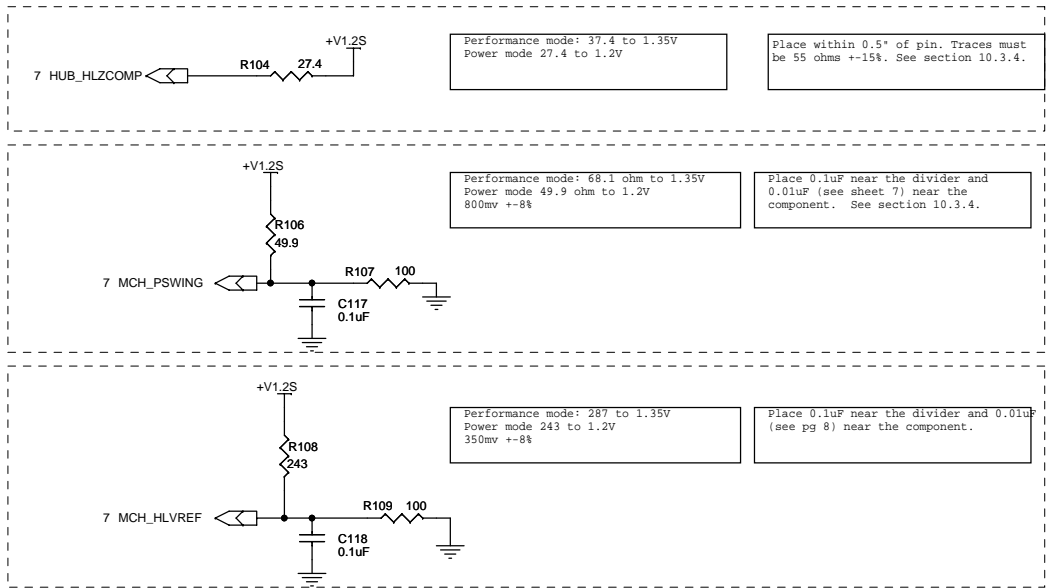 +V1.2S
7 HUB_HLZCOMP
R104
27.4
Performance mode: 37.4 to 1.35V
Power mode 27.4 to 1.2V
Place within 0.5" of pin. Traces must
be 55 ohms +-15%. See section 10.3.4.
+V1.2S
R106
49.9
7 MCH_PSWING
R107
100
C117
0.1uF
Performance mode: 68.1 ohm to 1.35V
Power mode 49.9 ohm to 1.2V
800mv +-8%
Place 0.1uF near the divider and
0.01uF (see sheet 7) near the
component. See section 10.3.4.
+V1.2S
R108
243
7 MCH_HLVREF
R109
100
C118
0.1uF
Performance mode: 287 to 1.35V
Power mode 243 to 1.2V
350mv +-8%
Place 0.1uF near the divider and 0.01uF
(see pg 8) near the component.